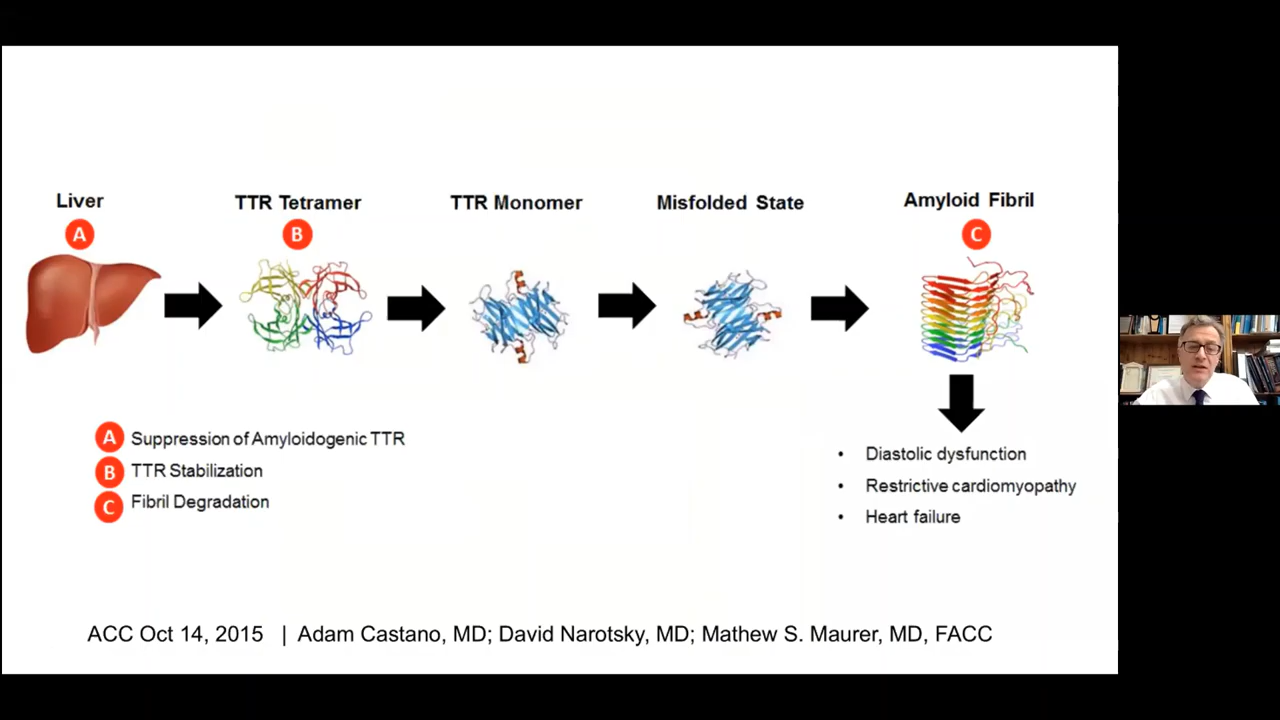 Liver
TTR Tetramer
TTR Monomer
Misfolded State
Amyloid Fibril
A
B
C
A Suppression of Amyloidogenic TTR
B TTR Stabilization
C Fibril Degradation
• Diastolic dysfunction
• Restrictive cardiomyopathy
• Heart failure
ACC Oct 14, 2015 | Adam Castano, MD; David Narotsky, MD; Mathew S. Maurer, MD, FACC